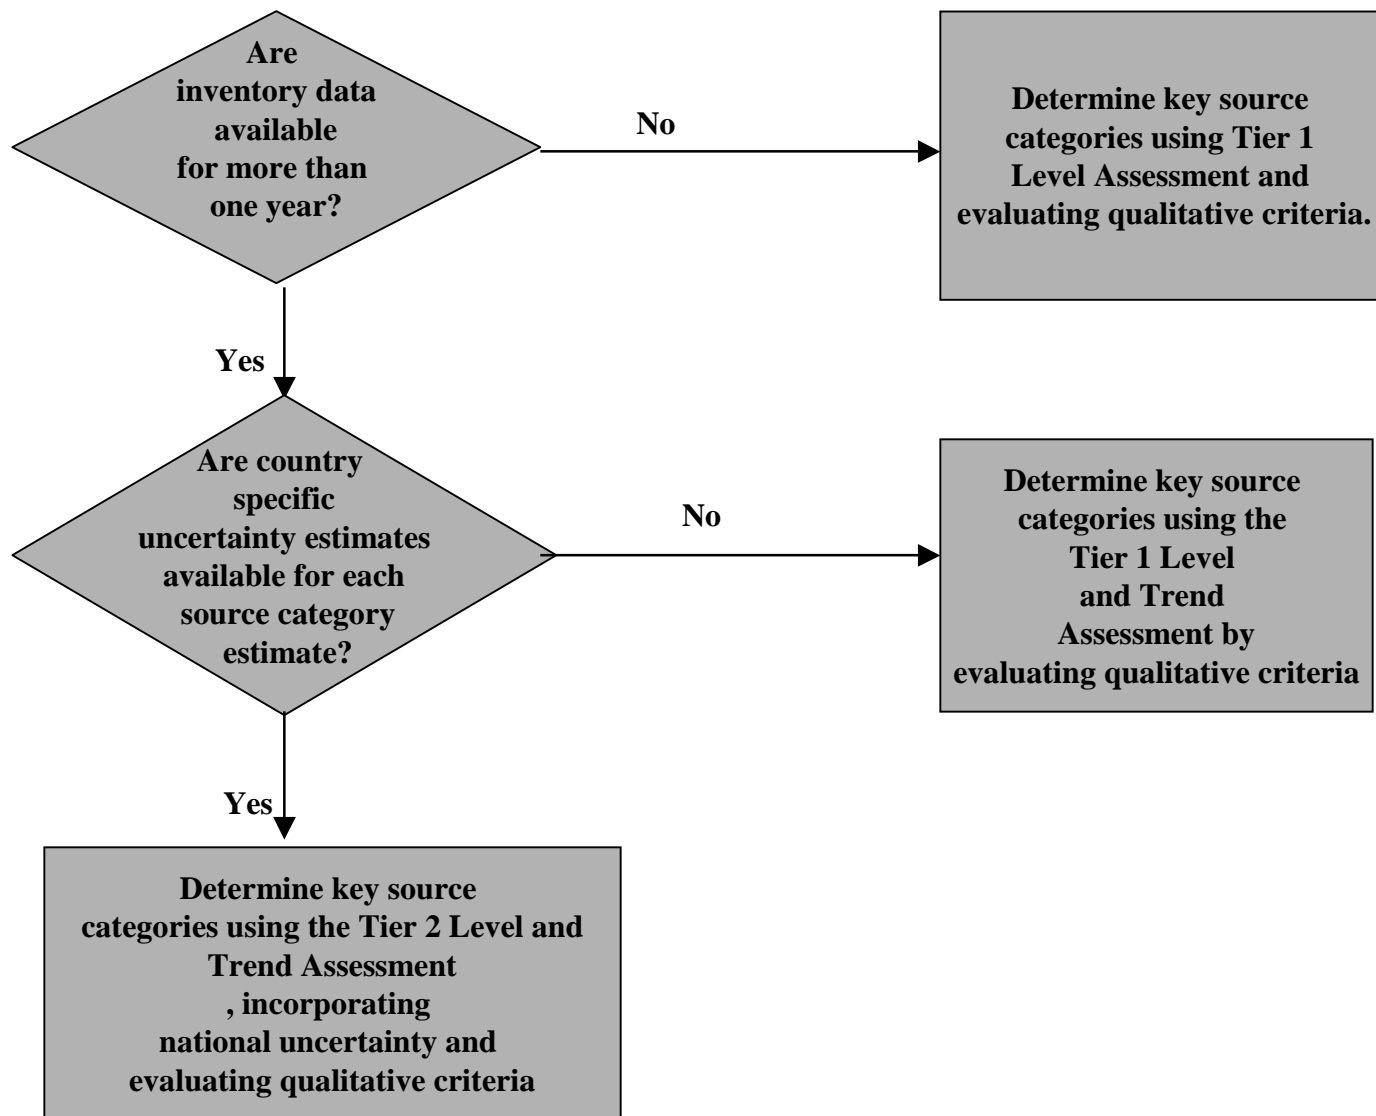 Are
inventory data
available
for more than
one year?
No
Determine key source
categories using Tier 1
Level Assessment and
evaluating qualitative criteria.
Yes
Are country
specific
uncertainty estimates
available for each
source category
estimate?
No
Determine key source
categories using the
Tier 1 Level
and Trend
Assessment by
evaluating qualitative criteria
Yes
Determine key source
categories using the Tier 2 Level and
Trend Assessment
, incorporating
national uncertainty and
evaluating qualitative criteria